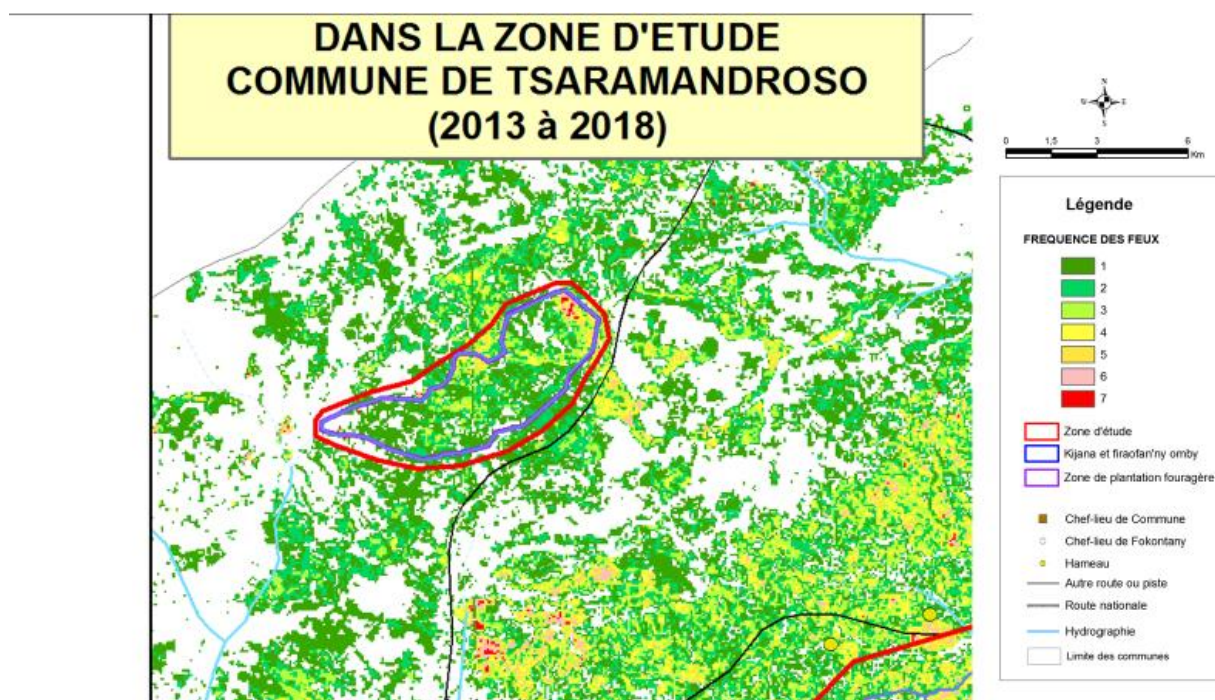 DANS LA ZONE D'ETUDE
COMMUNE DE TSARAMANDROSO
(2013 à 2018)
N
W E
S
0 1,5 3 6
Km
Légende
FREQUENCE DES FEUX
1
2
3
4
5
6
7
Zone d'étude
Kijana et firaofan'ny omby
Zone de plantation fouragère
Chef-lieu de Commune
Chef-lieu de Fokontany
Hameau
Autre route ou piste
Route nationale
Hydrographie
Limite des communes